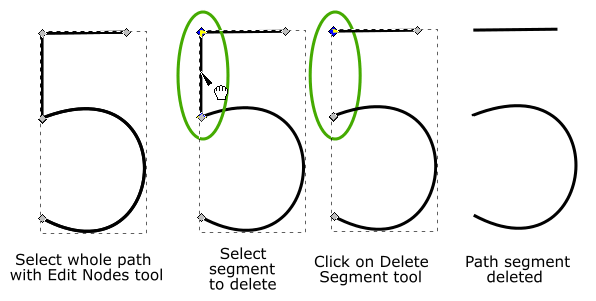 Select whole path
with Edit Nodes tool
Select
segment
to delete
Click on Delete
Segment tool
Path segment
deleted